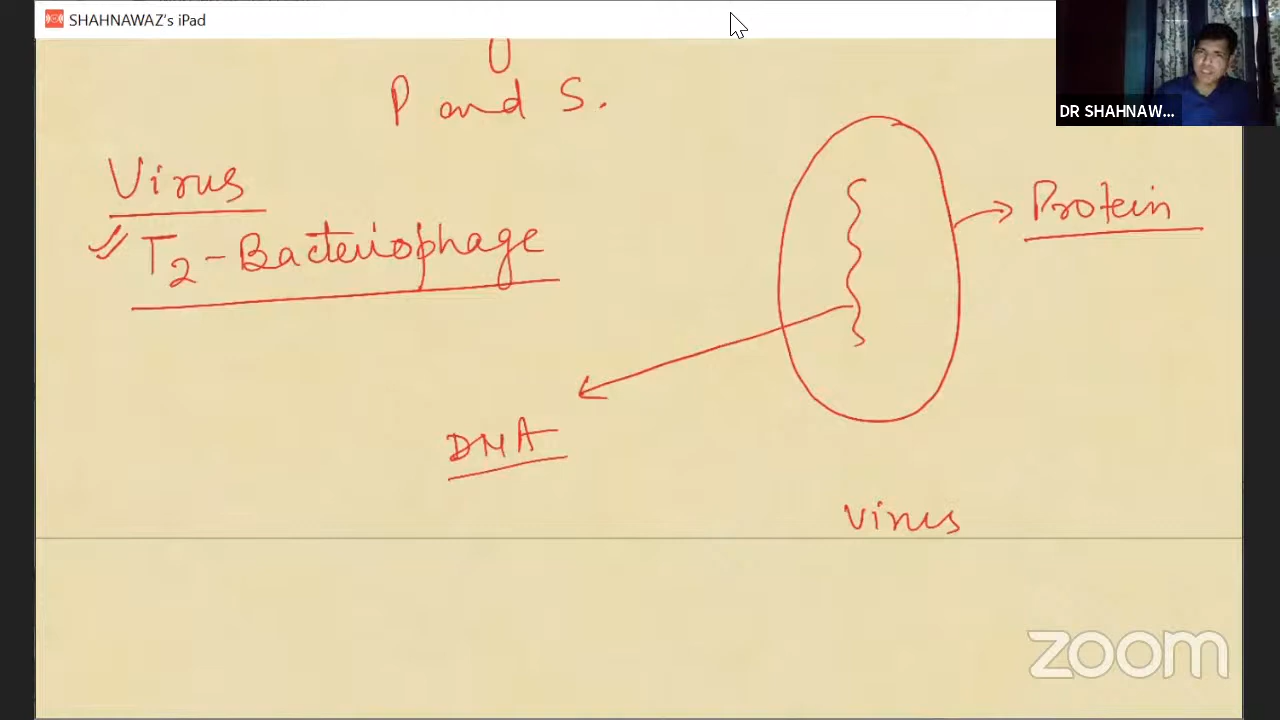 SHAHNAWAZ's iPad
DR SHAHNAW...
P and S.
Virus
T2-Bacteriophage
Protein
DNA
Virus
zoom